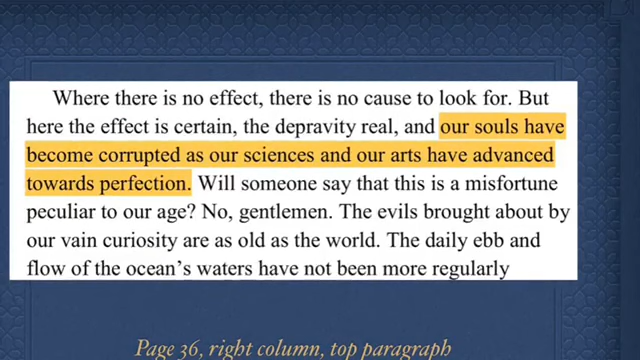 Where there is no effect, there is no cause to look for. But
here the effect is certain, the depravity real, and our souls have
become corrupted as our sciences and our arts have advanced
towards perfection. Will someone say that this is a misfortune
peculiar to our age? No, gentlemen. The evils brought about by
our vain curiosity are as old as the world. The daily ebb and
flow of the ocean’s waters have not been more regularly
Page 36, right column, top paragraph